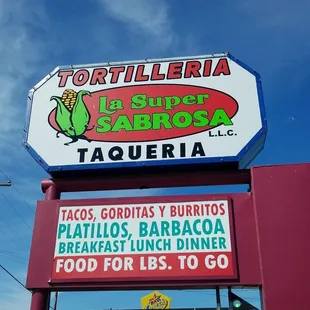 TORTILLERIA
La Super
SABROSA
L.L.C.
TAQUERIA
TACOS, GORDITAS Y BURRITOS
PLATILLOS, BARBACOA
BREAKFAST LUNCH DINNER
FOOD FOR LBS. TO GO